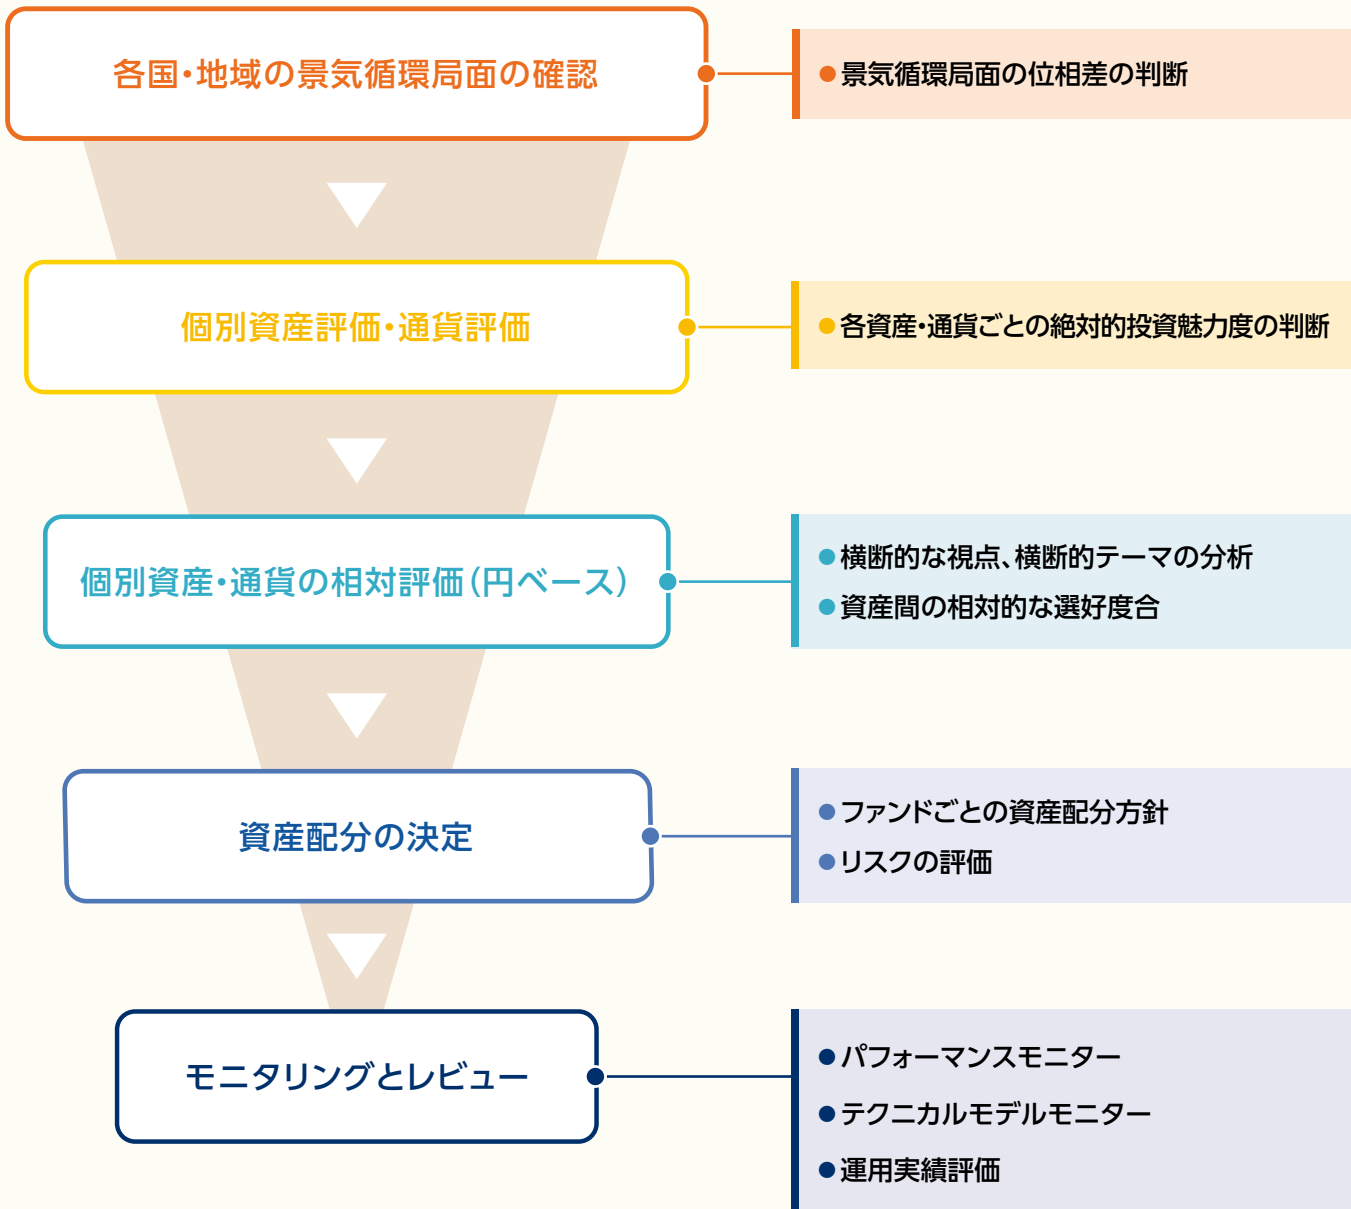 各国・地域の景気循環局面の確認
●景気循環局面の位相差の判断
個別資産評価・通貨評価
●各資産・通貨ごとの絶対的投資魅力度の判断
個別資産・通貨の相対評価（円ベース）
●横断的な視点、横断的テーマの分析
●資産間の相対的な選好度合
資産配分の決定
●ファンドごとの資産配分方針
●リスクの評価
モニタリングとレビュー
●パフォーマンスモニター
●テクニカルモデルモニター
●運用実績評価